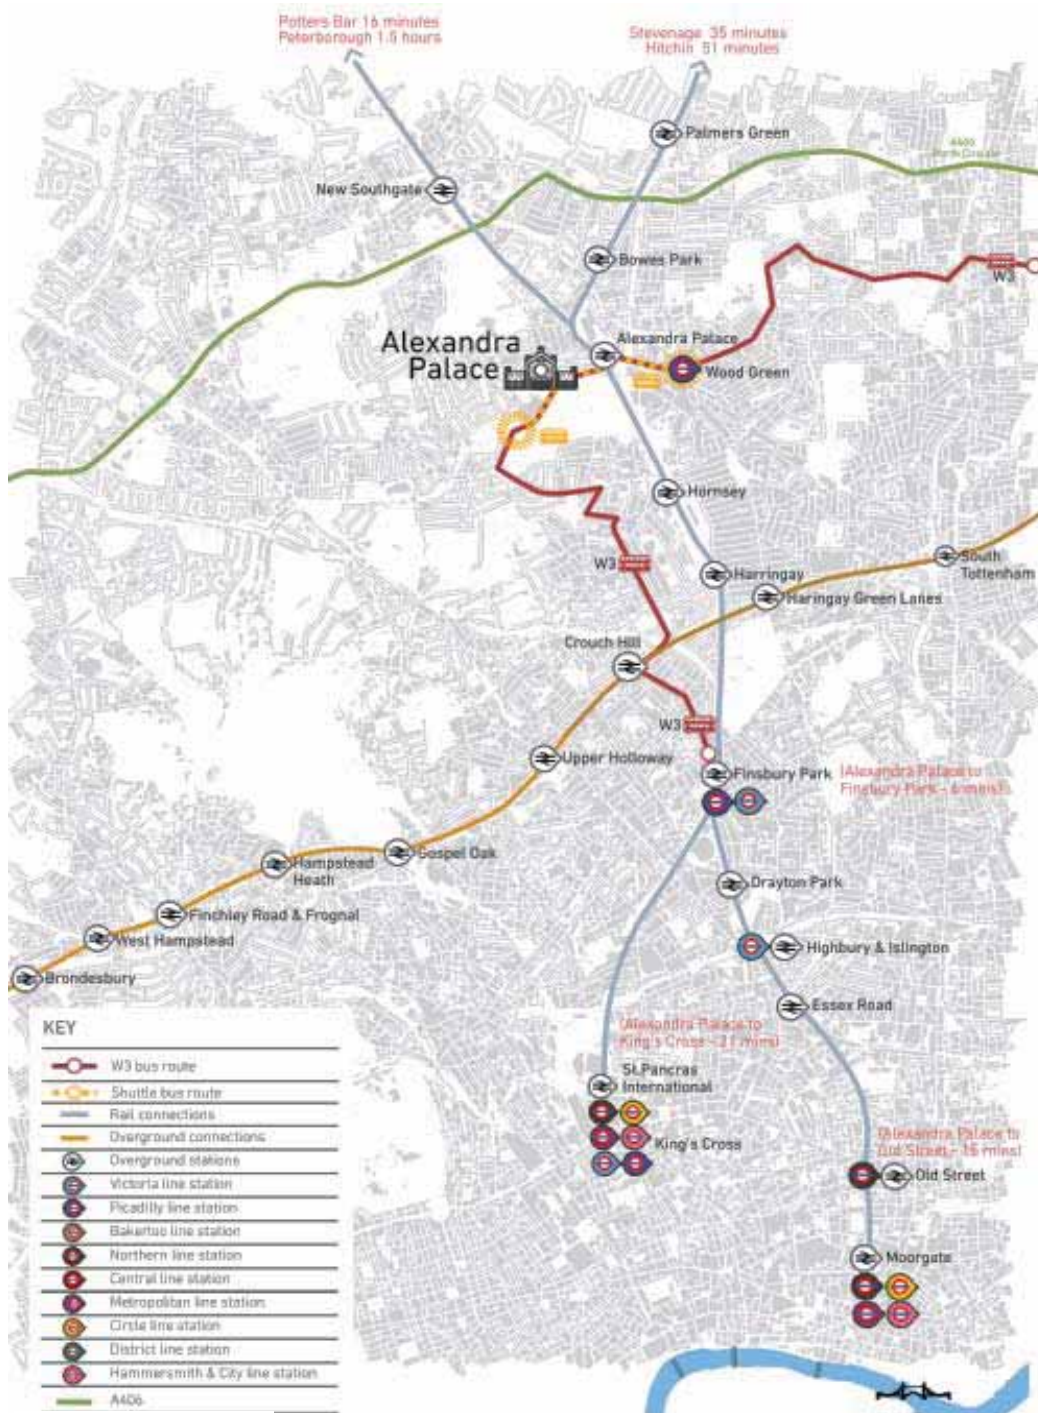 Potters Bar 16 minutes
Peterborough 1.5 hours
Stevenage 35 minutes
Hitchin 51 minutes
Palmers Green
A406
New Southgate
Bowes Park
W3
Alexandra Palace
Alexandra
Palace
Wood Green
Hornsey
W3
Harringay
South
Tottenham
Haringay Green Lanes
Crouch Hill
W3
Upper Holloway
Finsbury Park
(Alexandra Palace to
Finsbury Park - 6 mins)
Gospel Oak
Hampstead
Heath
Drayton Park
Finchley Road & Frognal
West Hampstead
Highbury & Islington
Brondesbury
Essex Road
(Alexandra Palace to
King's Cross - 21 mins)
St.Pancras
International
King's Cross
(Alexandra Palace to
Old Street - 15 mins)
Old Street
Moorgate
KEY
W3 bus route
Shuttle bus route
Rail connections
Overground connections
Overground stations
Victoria line station
Picadilly line station
Bakerloo line station
Northern line station
Central line station
Metropolitan line station
Circle line station
District line station
Hammersmith & City line station
A406